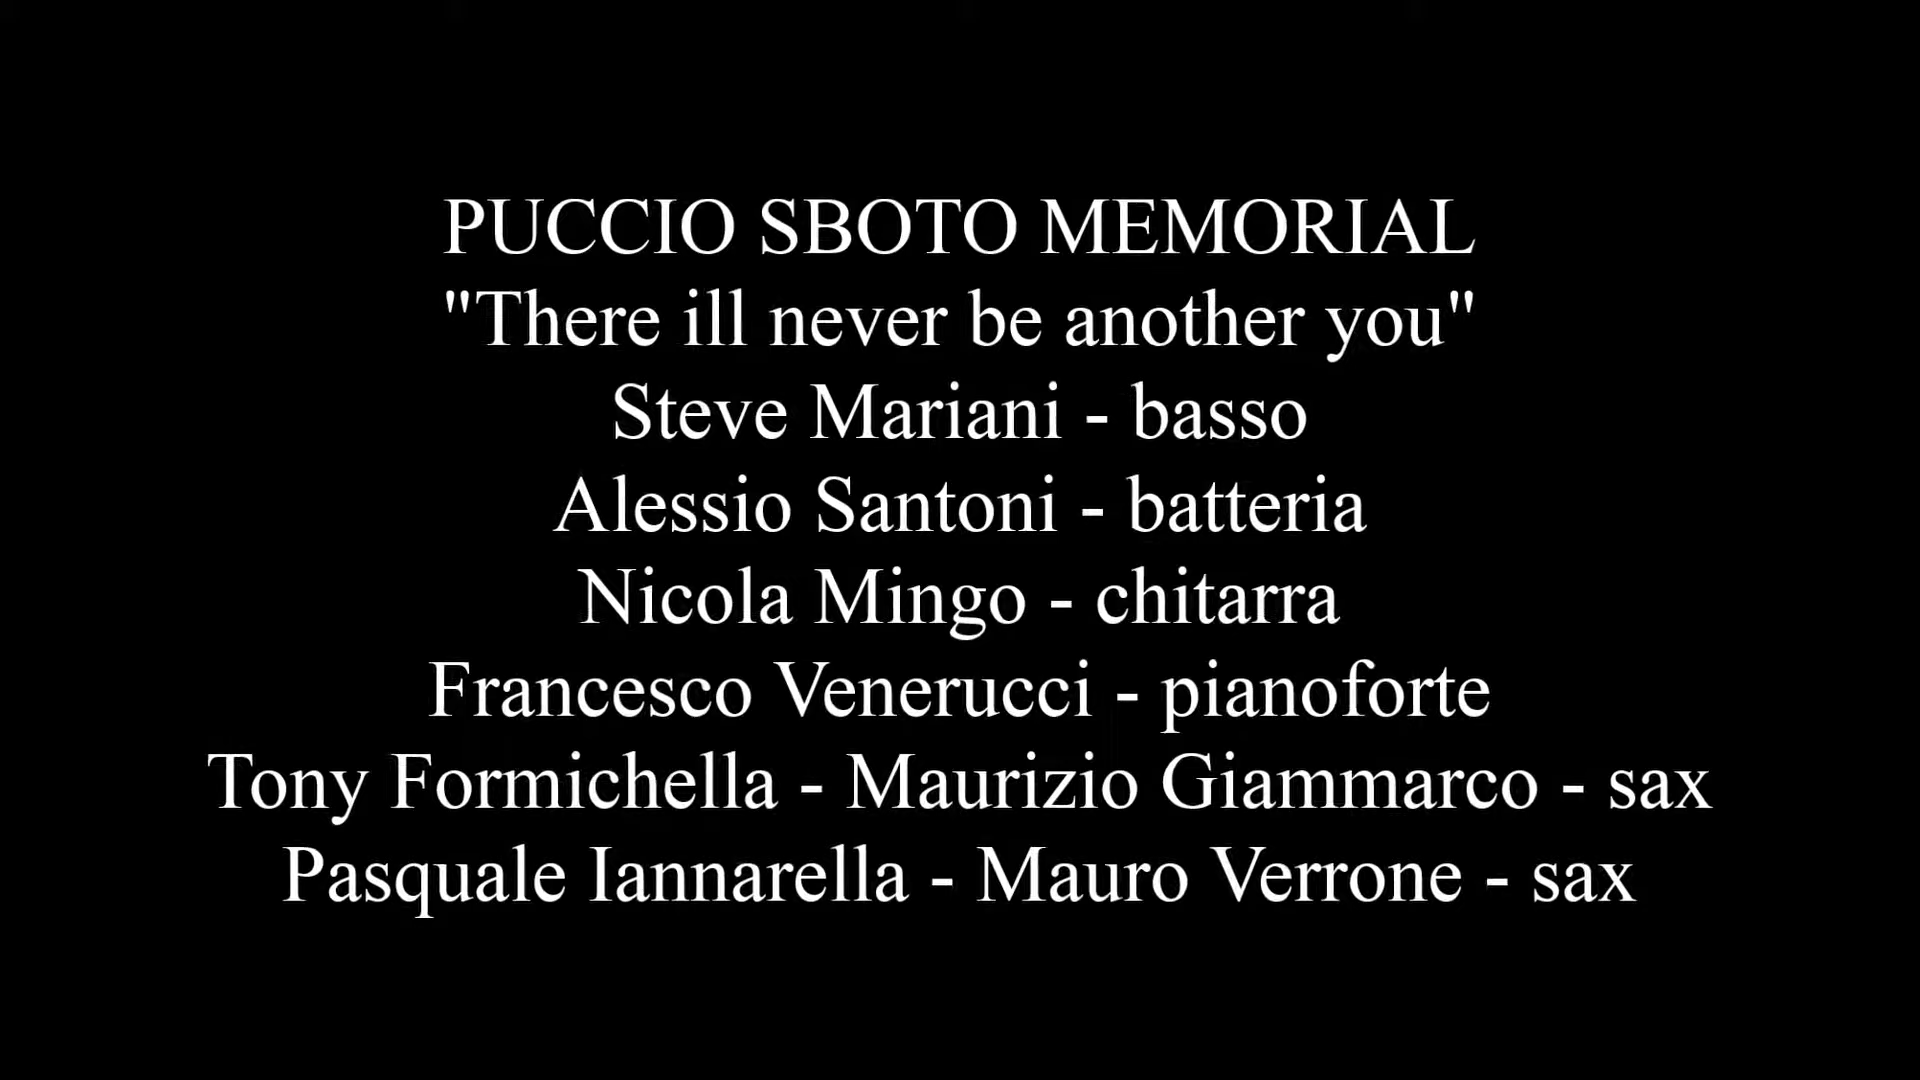 PUCCIO SBOTO MEMORIAL
"There ill never be another you"
Steve Mariani - basso
Alessio Santoni - batteria
Nicola Mingo - chitarra
Francesco Venerucci - pianoforte
Tony Formichella - Maurizio Giammarco - sax
Pasquale Iannarella - Mauro Verrone - sax